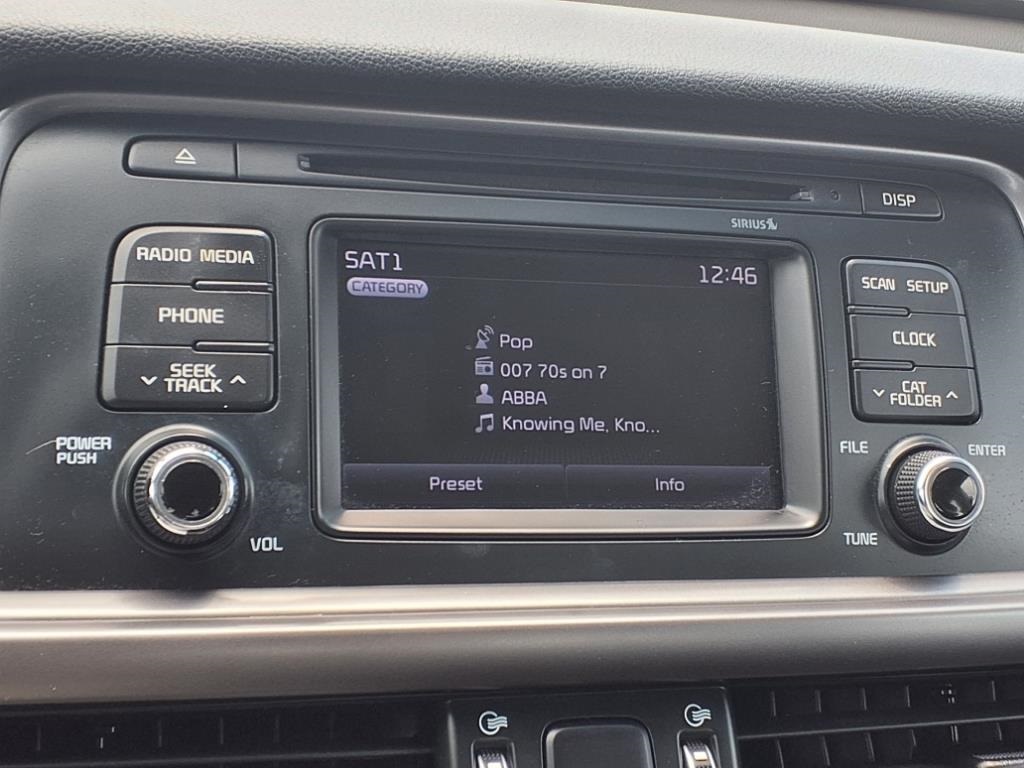 DISP
SIRIUS
RADIO MEDIA
PHONE
SEEK
TRACK
POWER
PUSH
VOL
SAT1
12:46
CATEGORY
Pop
007 70s on 7
ABBA
Knowing Me, Kno...
Preset
Info
SCAN SETUP
CLOCK
CAT
FOLDER
FILE
ENTER
TUNE